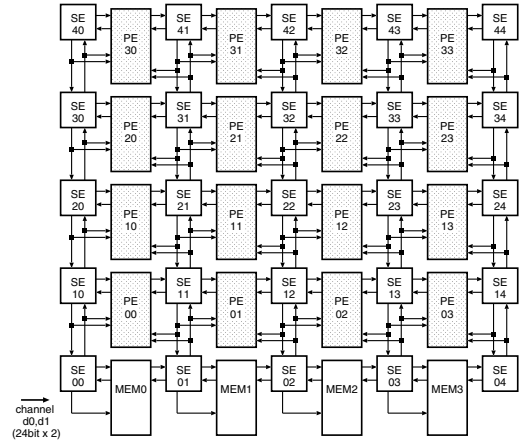 SE SE SE SE SE
40 PE 41 PE 42 PE 43 PE 44
30 31 32 33
SE SE SE SE SE
30 PE 31 PE 32 PE 33 PE 34
20 21 22 23
SE SE SE SE SE
20 PE 21 PE 22 PE 23 PE 24
10 11 12 13
SE SE SE SE SE
10 PE 11 PE 12 PE 13 PE 14
00 01 02 03
SE SE SE SE SE
00 MEM0 01 MEM1 02 MEM2 03 MEM3 04
channel
d0,d1
(24bit x 2)